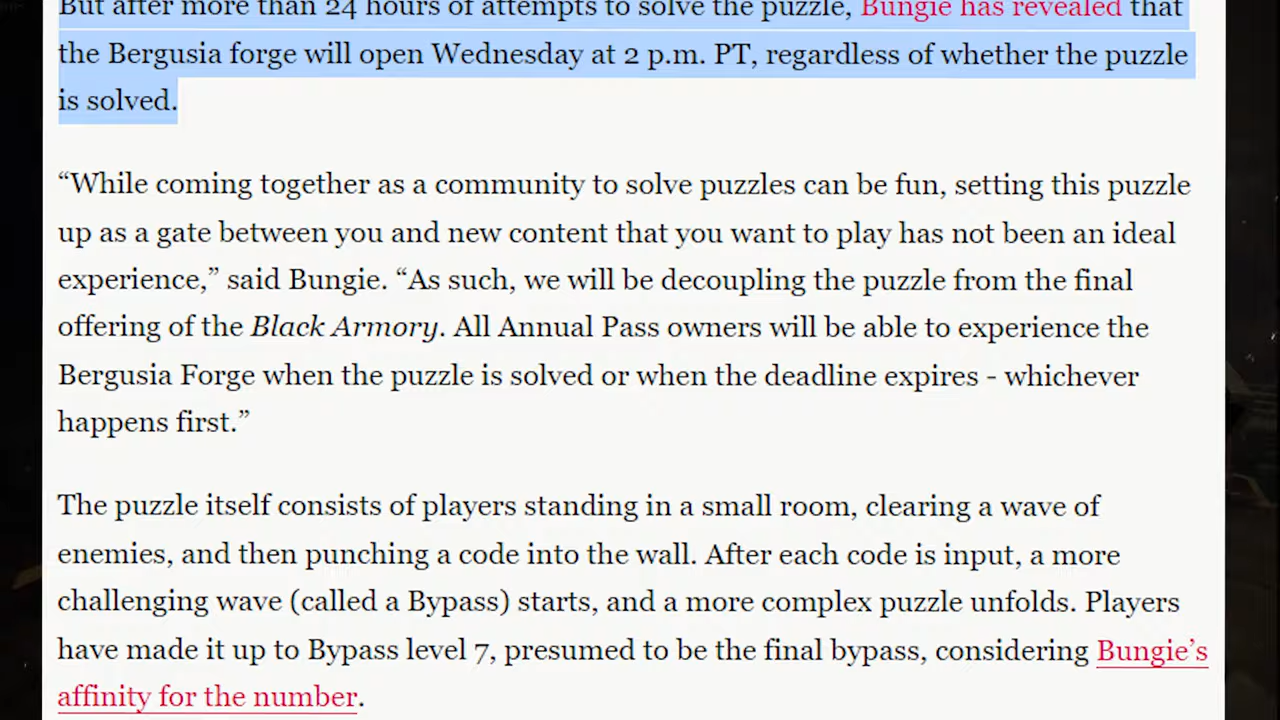 But after more than 24 hours of attempts to solve the puzzle, Bungie has revealed that
the Bergusia forge will open Wednesday at 2 p.m. PT, regardless of whether the puzzle
is solved.
“While coming together as a community to solve puzzles can be fun, setting this puzzle
up as a gate between you and new content that you want to play has not been an ideal
experience,” said Bungie. “As such, we will be decoupling the puzzle from the final
offering of the Black Armory. All Annual Pass owners will be able to experience the
Bergusia Forge when the puzzle is solved or when the deadline expires - whichever
happens first.”
The puzzle itself consists of players standing in a small room, clearing a wave of
enemies, and then punching a code into the wall. After each code is input, a more
challenging wave (called a Bypass) starts, and a more complex puzzle unfolds. Players
have made it up to Bypass level 7, presumed to be the final bypass, considering Bungie’s
affinity for the number.